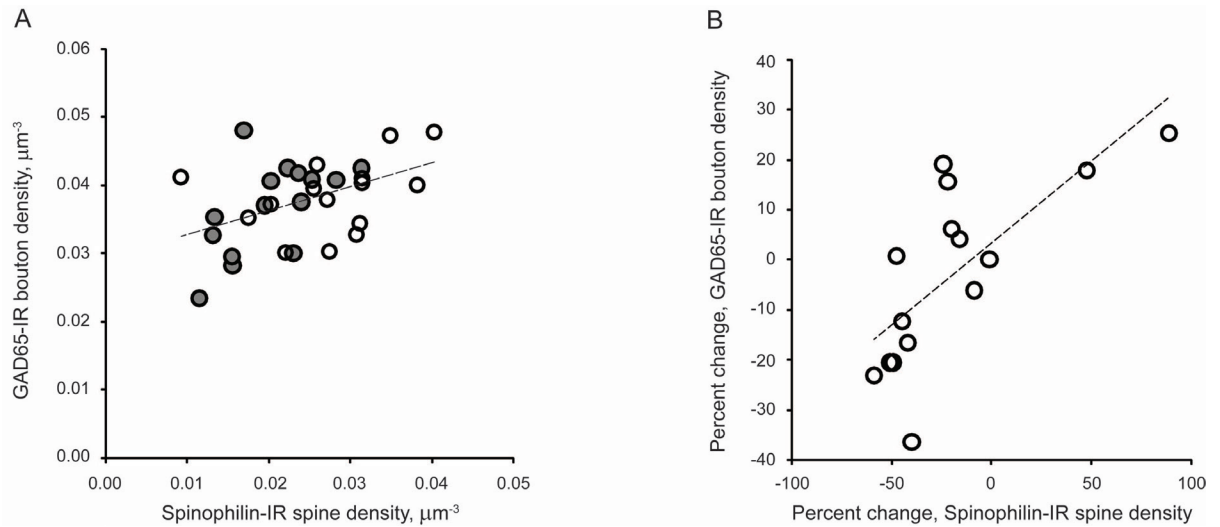 A
GAD65-IR bouton density, μm-3
0.06
0.05
0.04
0.03
0.02
0.01
0.00
0.00 0.01 0.02 0.03 0.04 0.05
Spinophilin-IR spine density, μm-3
B
Percent change, GAD65-IR bouton density
40
30
20
10
0
-10
-20
-30
-40
-100 -50 0 50 100
Percent change, Spinophilin-IR spine density